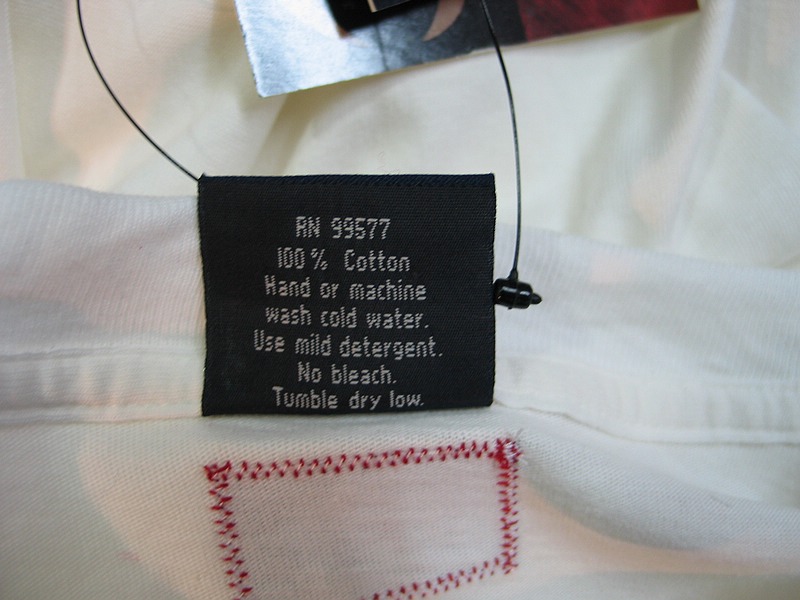 RN 99577
100% Cotton
Hand or machine
wash cold water.
Use mild detergent.
No bleach.
Tumble dry low.